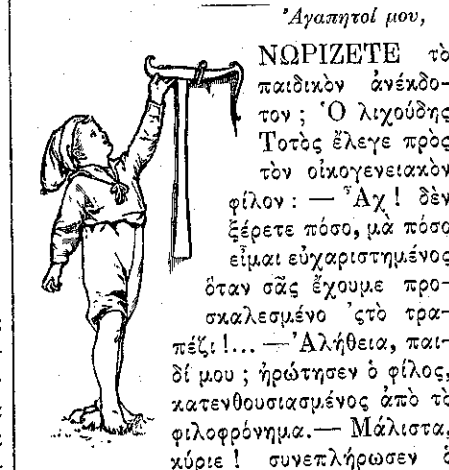 Ἀγαπητοί μου,
ΝΩΡΙΖΕΤΕ τὸ
παιδικὸν ἀνέκδο-
τον; Ὁ λιχούδης
Τοτὸς ἔλεγε πρὸς
τὸν οἰκογενειακὸν
φίλον: — Ἂχ! δὲν
ξέρετε πόσο, μὰ πόσο
εἶμαι εὐχαριστημένος
ὅταν σᾶς ἔχουμε προ-
σκαλεσμένο ’ςτὸ τρα-
πέζι!... — Ἀλήθεια, παι-
δί μου; ἠρώτησεν ὁ φίλος,
κατενθουσιασμένος ἀπὸ τὸ
φιλοφρόνημα.— Μάλιστα,
κύριε! συνεπλήρωσεν ὁ